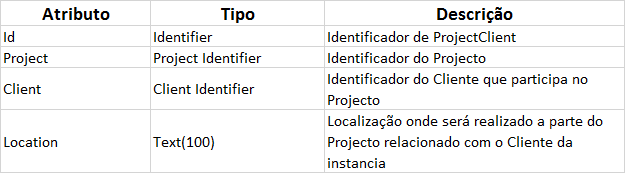 Atributo Tipo Descrição
Id Identifier Identificador de ProjectClient
Project Project Identifier Identificador do Projecto
Client Client Identifier Identificador do Cliente que participa no
Projecto
Location Text(100) Localização onde será realizado a parte do
Projecto relacionado com o Cliente da
instancia